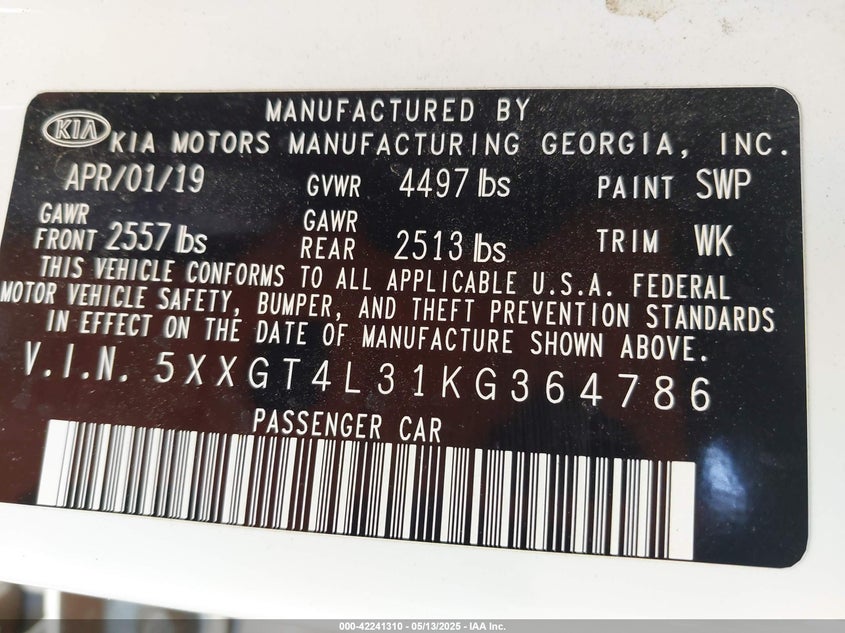 MANUFACTURED BY
KIA KIA MOTORS MANUFACTURING GEORGIA, INC.
APR/01/19 GVWR 4497 lbs PAINT SWP
GAWR FRONT 2557 lbs GAWR REAR 2513 lbs TRIM WK
THIS VEHICLE CONFORMS TO ALL APPLICABLE U.S.A. FEDERAL
MOTOR VEHICLE SAFETY, BUMPER, AND THEFT PREVENTION STANDARDS
IN EFFECT ON THE DATE OF MANUFACTURE SHOWN ABOVE.
V.I.N. 5XXGT4L31KG364786
PASSENGER CAR
000-42241310 - 05/13/2025 - IAA Inc.